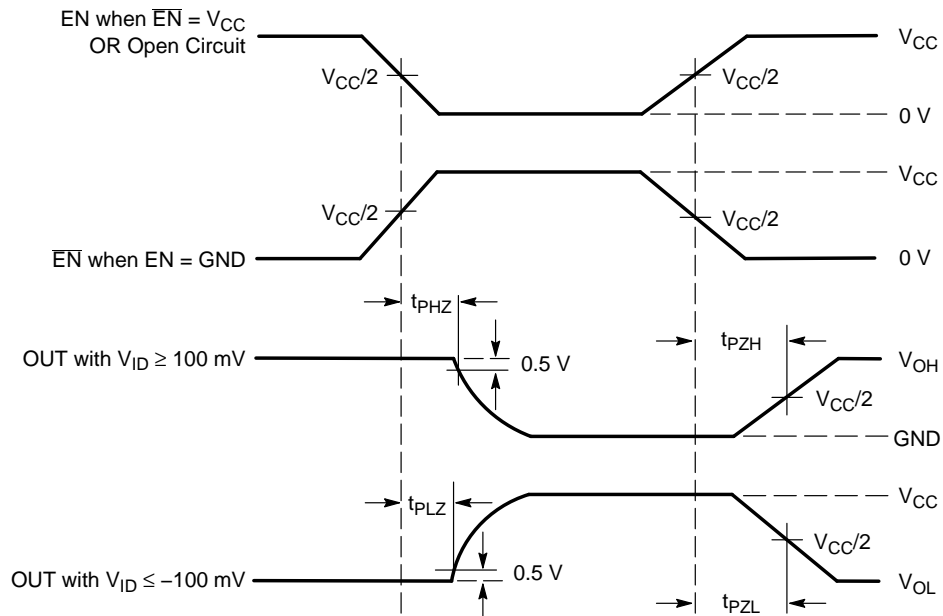 EN when E̅N̅ = VCC
OR Open Circuit
VCC
VCC/2
VCC/2
0 V
VCC
VCC/2
VCC/2
E̅N̅ when EN = GND
0 V
tPHZ
OUT with VID ≥ 100 mV
0.5 V
tPZH
VOH
VCC/2
GND
VCC
tPLZ
VCC/2
0.5 V
OUT with VID ≤ −100 mV
VOL
tPZL